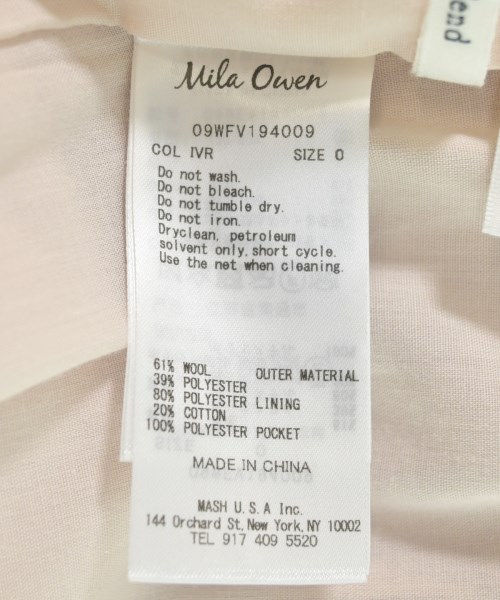 end
Mila Owen
09WFV194009
COL IVR SIZE 0
Do not wash.
Do not bleach.
Do not tumble dry.
Do not iron.
Dryclean, petroleum
solvent only, short cycle.
Use the net when cleaning.
61% WOOL OUTER MATERIAL
39% POLYESTER
80% POLYESTER LINING
20% COTTON
100% POLYESTER POCKET
MADE IN CHINA
MASH U.S.A Inc.
144 Orchard St, New York, NY 10002
TEL 917 409 5520